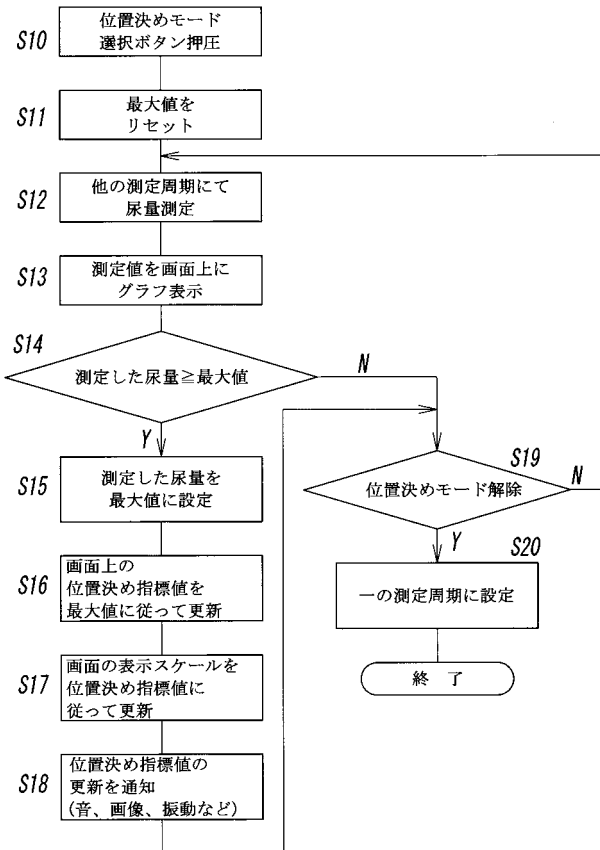 S10
位置決めモード
選択ボタン押圧
S11
最大値を
リセット
S12
他の測定周期にて
尿量測定
S13
測定値を画面上に
グラフ表示
S14
測定した尿量≧最大値
N
Y
S15
測定した尿量を
最大値に設定
S16
画面上の
位置決め指標値を
最大値に従って更新
S17
画面の表示スケールを
位置決め指標値に
従って更新
S18
位置決め指標値の
更新を通知
(音、画像、振動など)
S19
位置決めモード解除
N
Y
S20
一の測定周期に設定
終 了